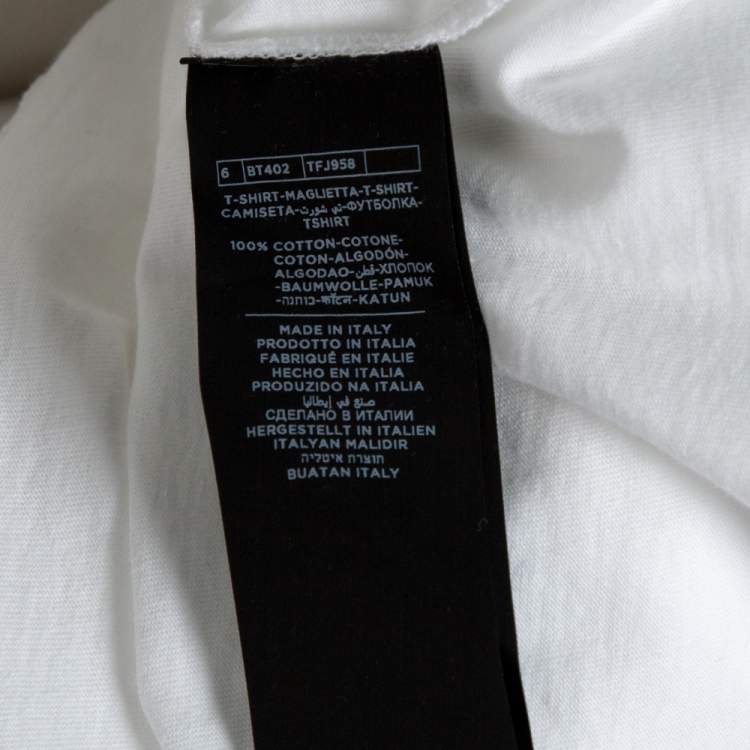 6 BT402 TFJ958
T-SHIRT-MAGLIETTA-T-SHIRT-
CAMISETA-تي شورت-ФУТБОЛКА-
TSHIRT
100% COTTON-COTONE-
COTON-ALGODÓN-
ALGODAO-قطن-ХЛОПОК
-BAUMWOLLE-PAMUK
-כותנה-कॉटन-KATUN
MADE IN ITALY
PRODOTTO IN ITALIA
FABRIQUÉ EN ITALIE
HECHO EN ITALIA
PRODUZIDO NA ITALIA
صنع في إيطاليا
СДЕЛАНО В ИТАЛИИ
HERGESTELLT IN ITALIEN
ITALYAN MALIDIR
תוצרת איטליה
BUATAN ITALY